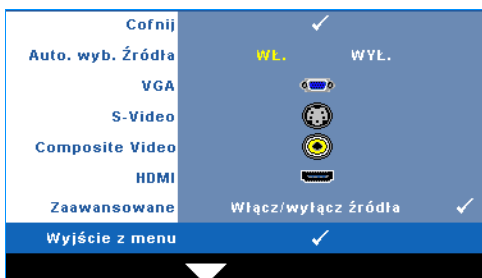 Cofnij
Auto. wyb. Źródła WŁ. WYŁ.
VGA
S-Video
Composite Video
HDMI
Zaawansowane Włącz/wyłącz źródła
Wyjście z menu